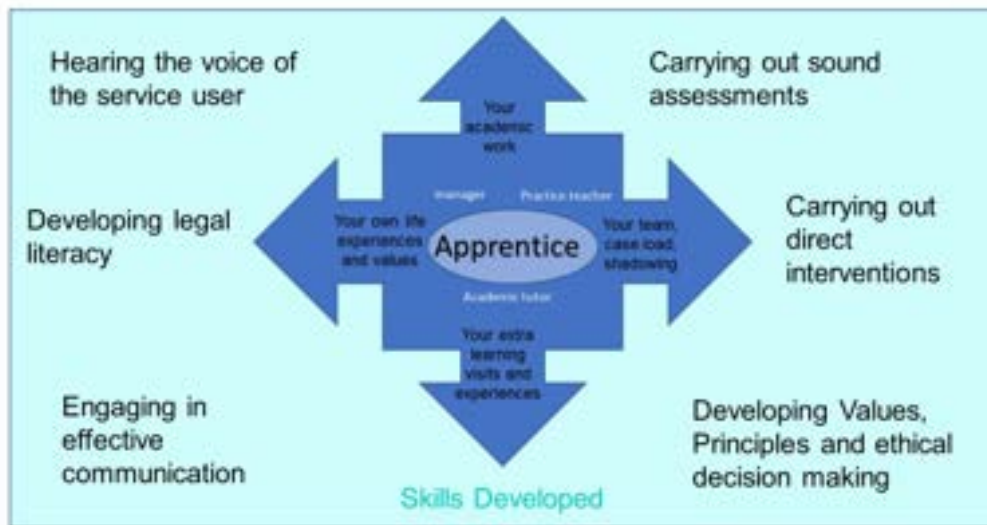 Hearing the voice of
the service user
Carrying out sound
assessments
Your
academic
work
manager
Practice teacher
Developing legal
literacy
Your own life
experiences
and values
Apprentice
Your team,
case load,
shadowing
Carrying out
direct
interventions
Academic tutor
Your extra
learning
visits and
experiences
Engaging in
effective
communication
Developing Values,
Principles and ethical
decision making
Skills Developed